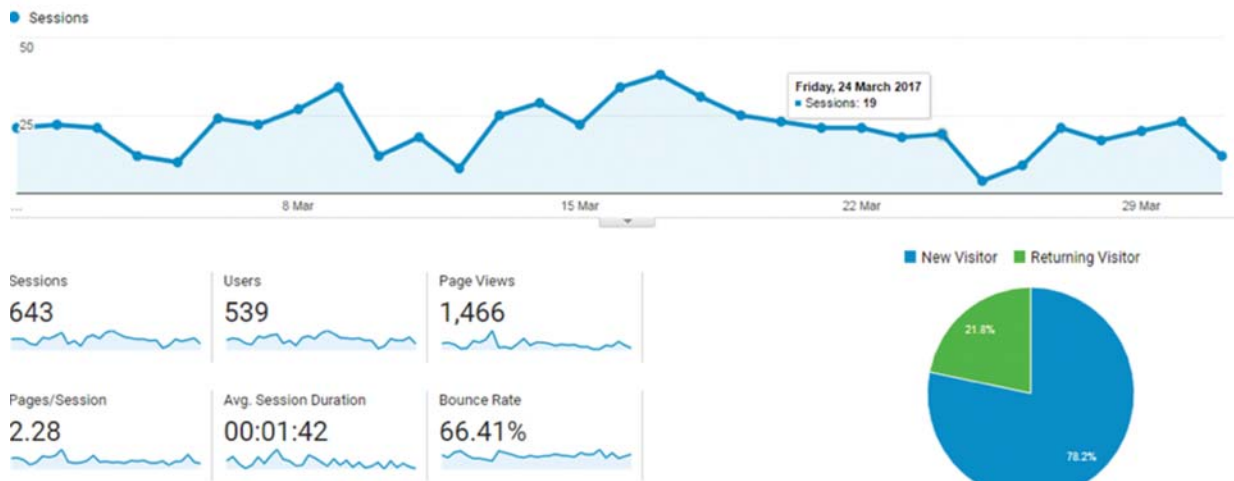 Sessions
50
25
Friday, 24 March 2017
Sessions: 19
...
8 Mar
15 Mar
22 Mar
29 Mar
New Visitor
Returning Visitor
Sessions
643
Users
539
Page Views
1,466
21.8%
78.2%
Pages/Session
2.28
Avg. Session Duration
00:01:42
Bounce Rate
66.41%